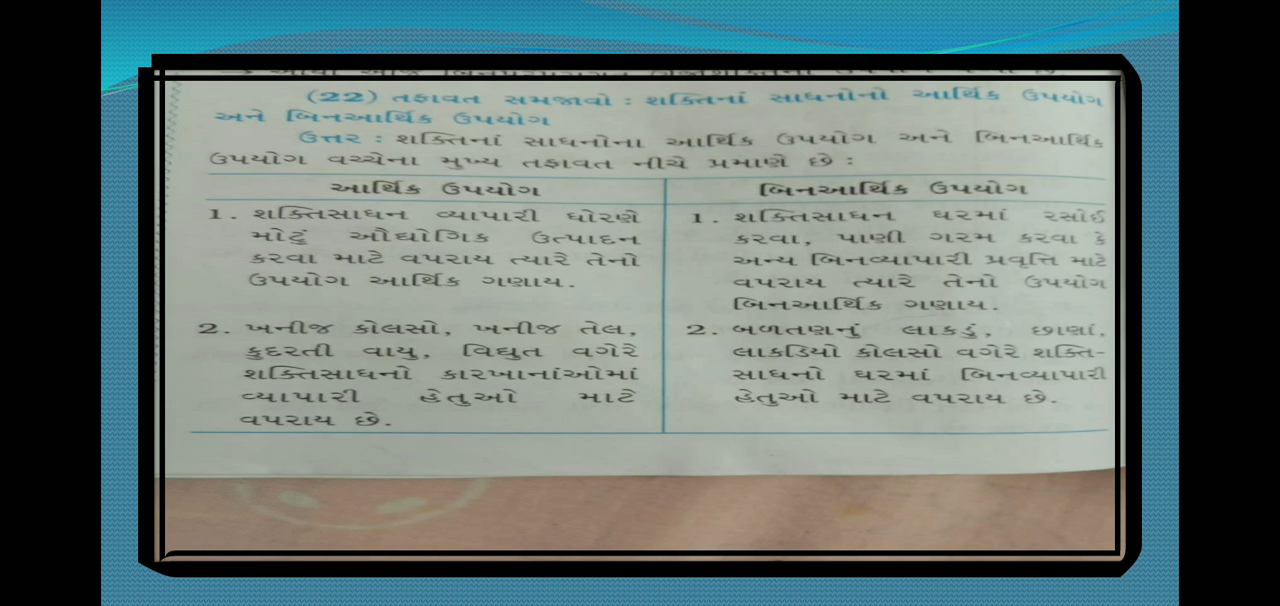 (22) તફાવત સમજાવો : શક્તિનાં સાધનોનો આર્થિક ઉપયોગ
અને બિનઆર્થિક ઉપયોગ
ઉત્તર : શક્તિનાં સાધનોના આર્થિક ઉપયોગ અને બિનઆર્થિક
ઉપયોગ વચ્ચેના મુખ્ય તફાવત નીચે પ્રમાણે છે :
આર્થિક ઉપયોગ
1. શક્તિસાધન વ્યાપારી ધોરણે
મોટું ઔદ્યોગિક ઉત્પાદન
કરવા માટે વપરાય ત્યારે તેનો
ઉપયોગ આર્થિક ગણાય.
2. ખનીજ કોલસો, ખનીજ તેલ,
કુદરતી વાયુ, વિદ્યુત વગેરે
શક્તિસાધનો કારખાનાંઓમાં
વ્યાપારી હેતુઓ માટે
વપરાય છે.
બિનઆર્થિક ઉપયોગ
1. શક્તિસાધન ઘરમાં રસોઈ
કરવા, પાણી ગરમ કરવા કે
અન્ય બિનવ્યાપારી પ્રવૃત્તિ માટે
વપરાય ત્યારે તેનો ઉપયોગ
બિનઆર્થિક ગણાય.
2. બળતણનું લાકડું, છાણાં,
લાકડિયો કોલસો વગેરે શક્તિ-
સાધનો ઘરમાં બિનવ્યાપારી
હેતુઓ માટે વપરાય છે.